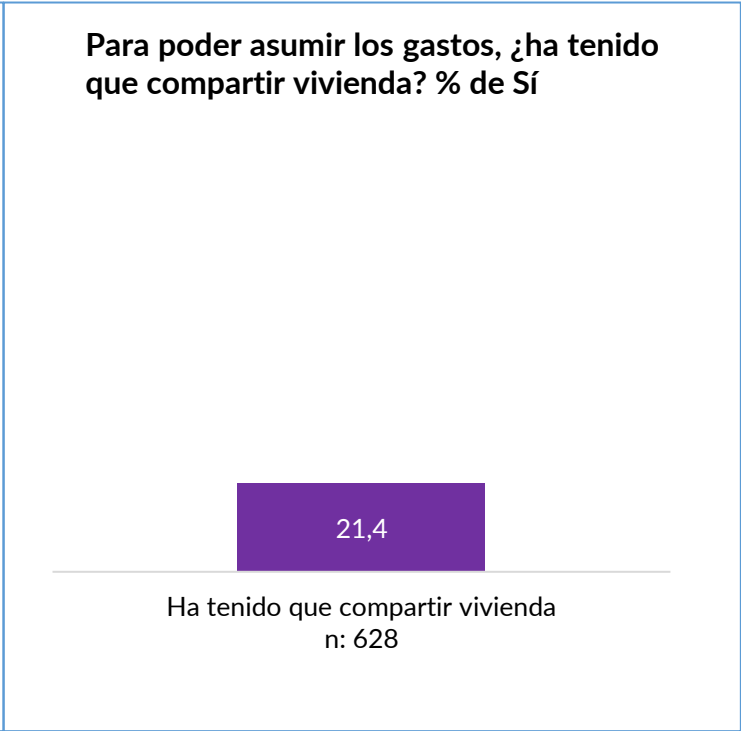 Para poder asumir los gastos, ¿ha tenido
que compartir vivienda? % de Sí
21,4
Ha tenido que compartir vivienda
n: 628